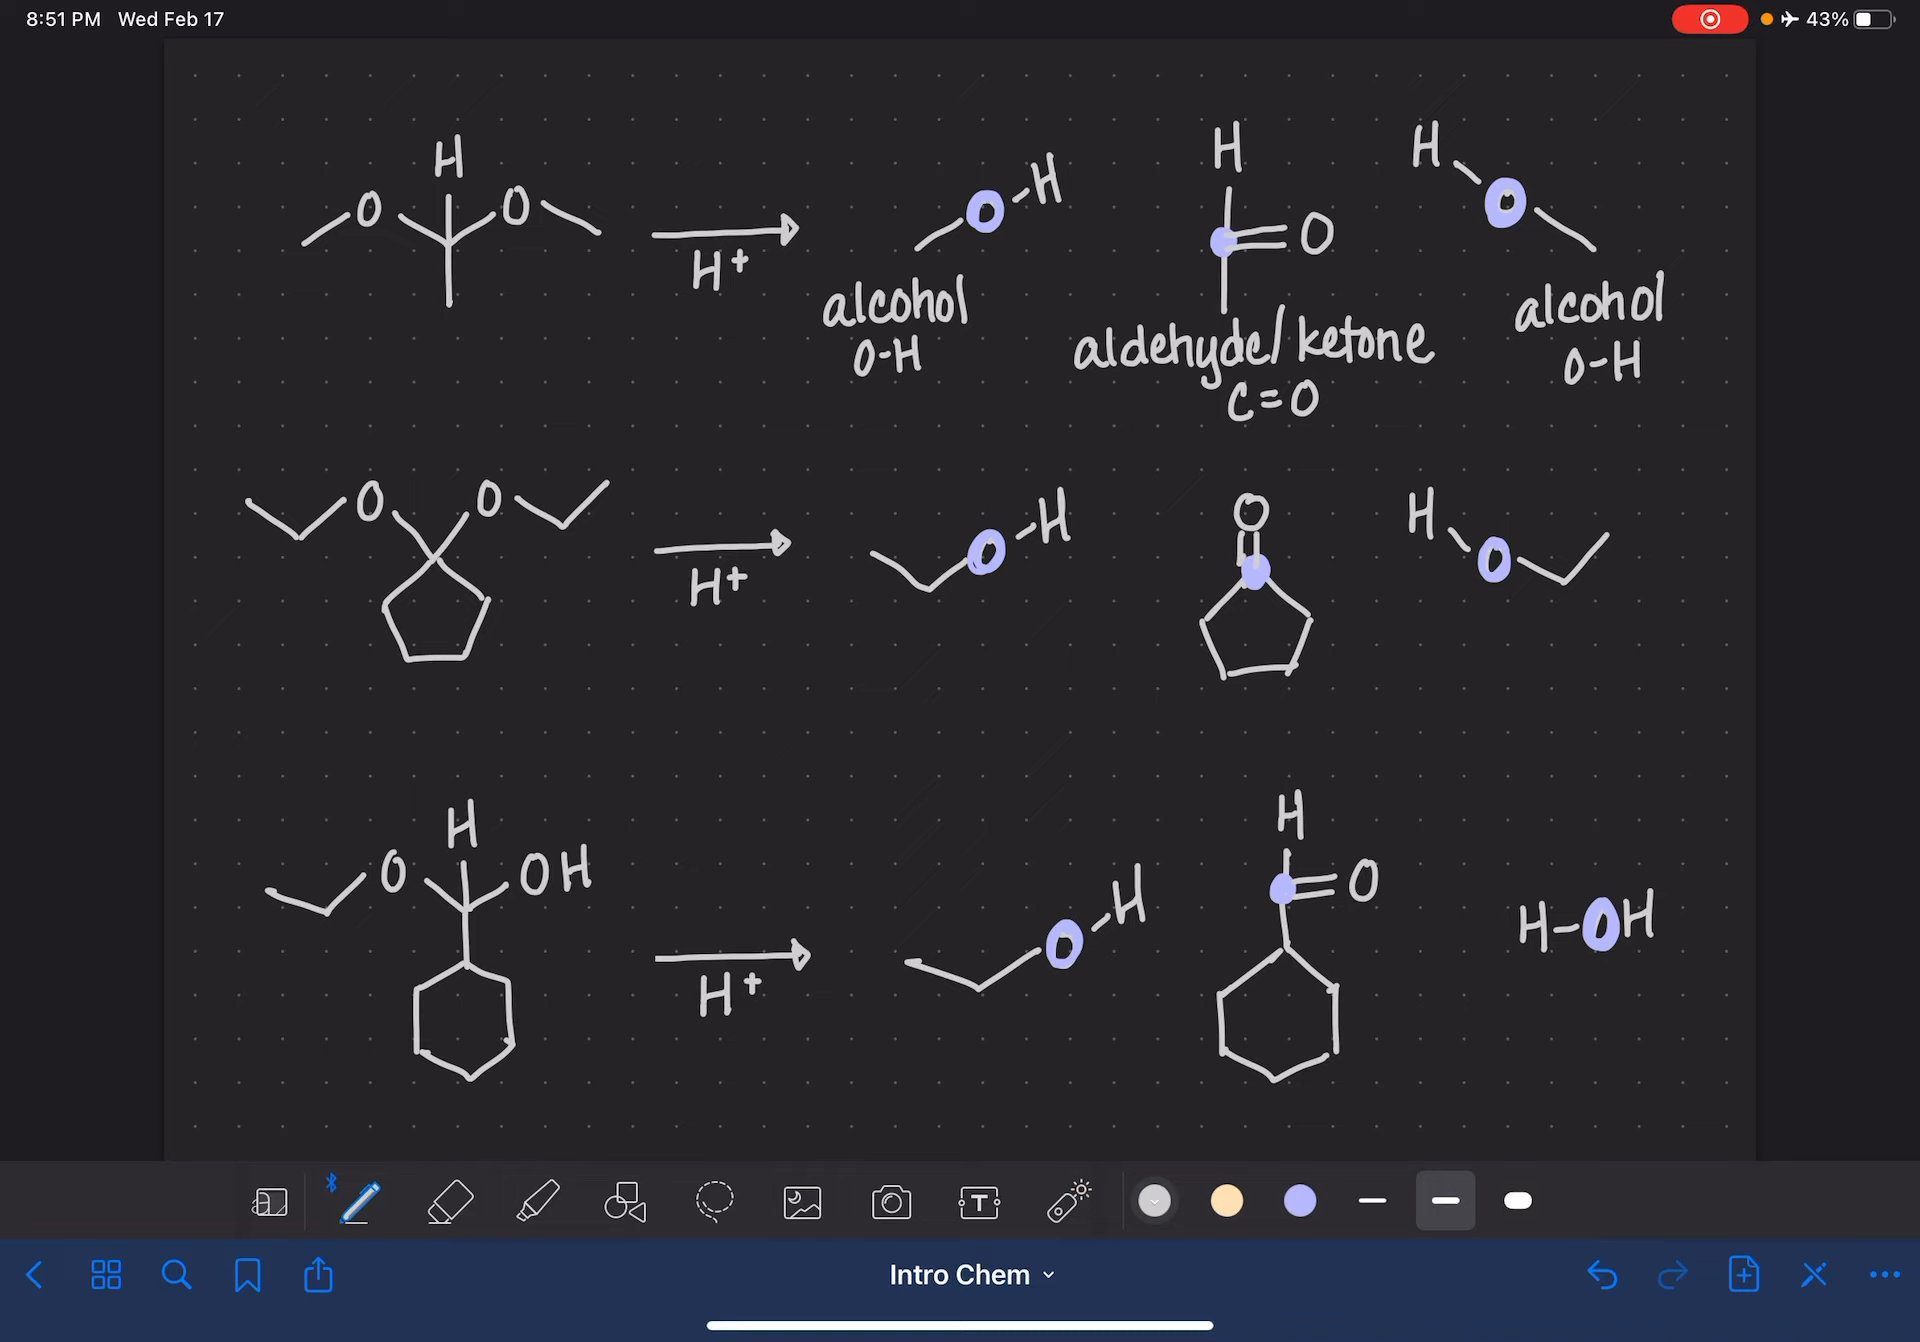 8:51 PM Wed Feb 17
43%
H
O O
H+
O-H
alcohol
O-H
H
O
aldehyde/ketone
C=O
H
O
alcohol
O-H
O O
H+
O-H
O
H
O
H
O OH
H+
O-H
H
O
H-OH
T
Intro Chem